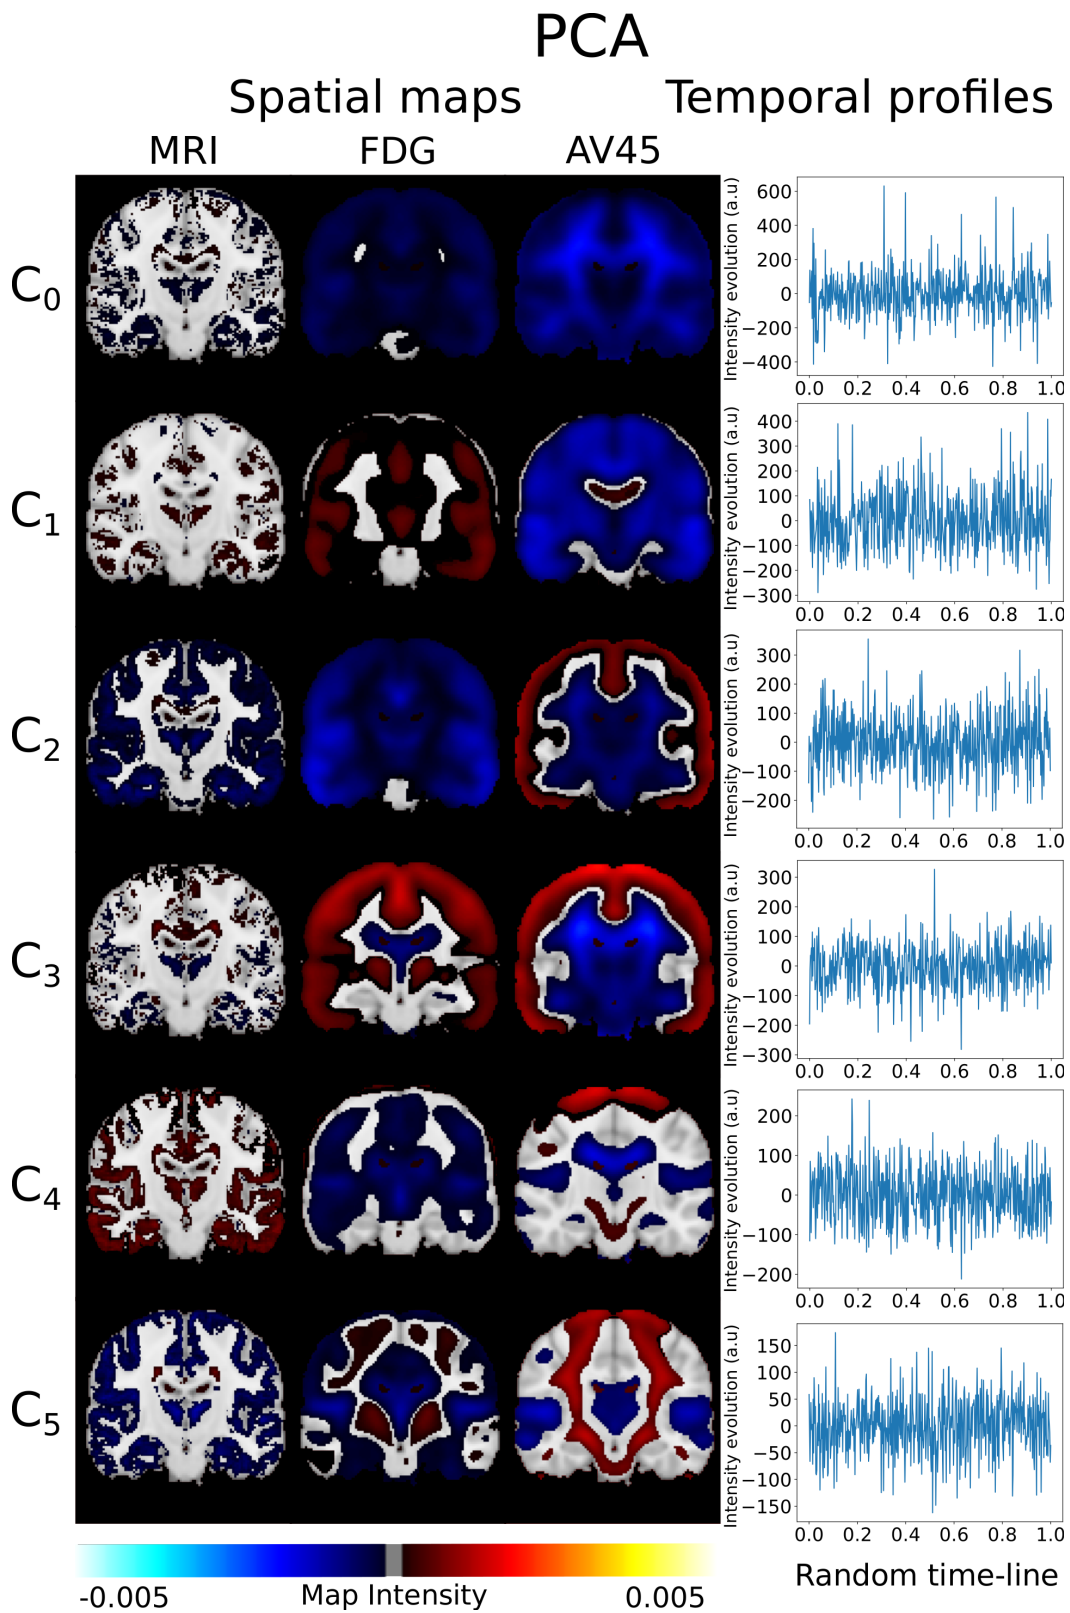 PCA
Spatial maps Temporal profiles
MRI FDG AV45
C0
Intensity evolution (a.u)
600
400
200
0
−200
−400
0.0 0.2 0.4 0.6 0.8 1.0
C1
Intensity evolution (a.u)
400
300
200
100
0
−100
−200
−300
0.0 0.2 0.4 0.6 0.8 1.0
C2
Intensity evolution (a.u)
300
200
100
0
−100
−200
0.0 0.2 0.4 0.6 0.8 1.0
C3
Intensity evolution (a.u)
300
200
100
0
−100
−200
−300
0.0 0.2 0.4 0.6 0.8 1.0
C4
Intensity evolution (a.u)
200
100
0
−100
−200
0.0 0.2 0.4 0.6 0.8 1.0
C5
Intensity evolution (a.u)
150
100
50
0
−50
−100
−150
0.0 0.2 0.4 0.6 0.8 1.0
-0.005 Map Intensity 0.005
Random time-line